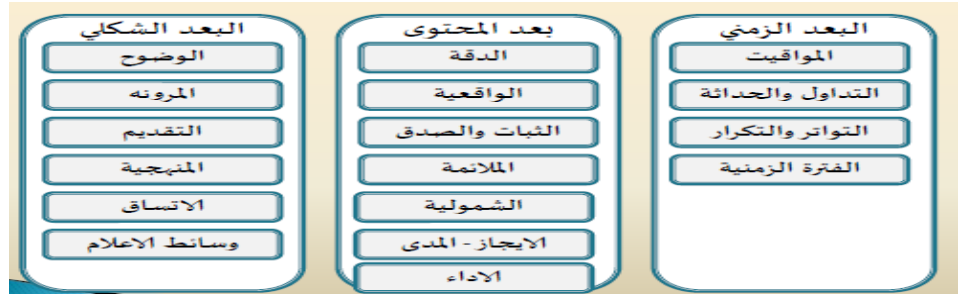 البعد الزمني
المواقيت
التداول والحداثة
التواتر والتكرار
الفترة الزمنية
بعد المحتوى
الدقة
الواقعية
الثبات والصدق
الملائمة
الشمولية
الايجاز - المدى
الاداء
البعد الشكلي
الوضوح
المرونه
التقديم
المنهجية
الاتساق
وسائط الاعلام